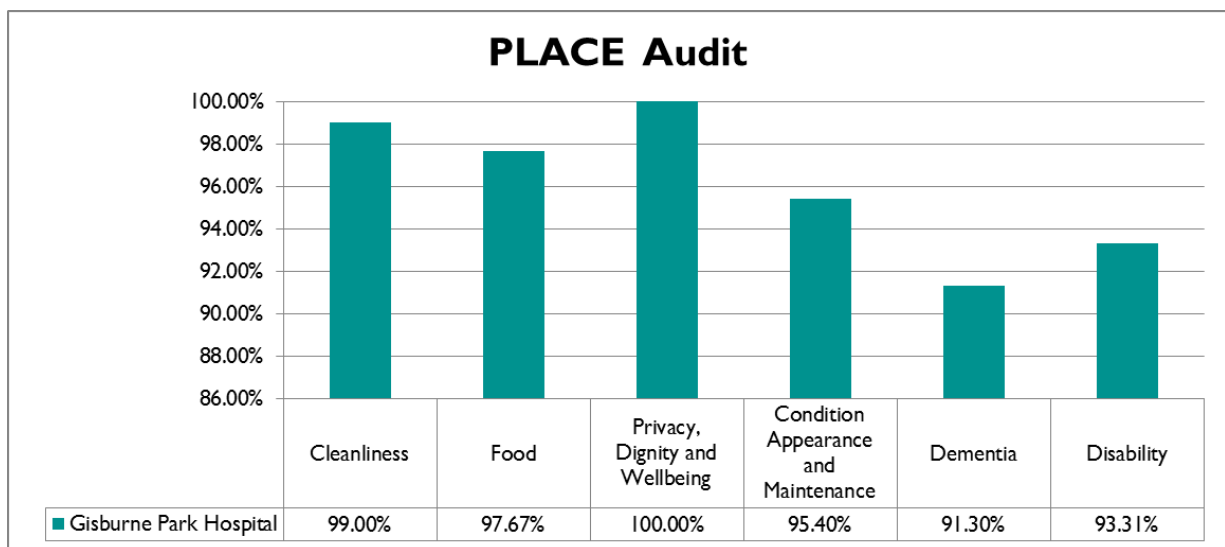 PLACE Audit
100.00%
98.00%
96.00%
94.00%
92.00%
90.00%
88.00%
86.00%
Cleanliness
Food
Privacy,
Dignity and
Wellbeing
Condition
Appearance
and
Maintenance
Dementia
Disability
Gisburne Park Hospital 99.00% 97.67% 100.00% 95.40% 91.30% 93.31%